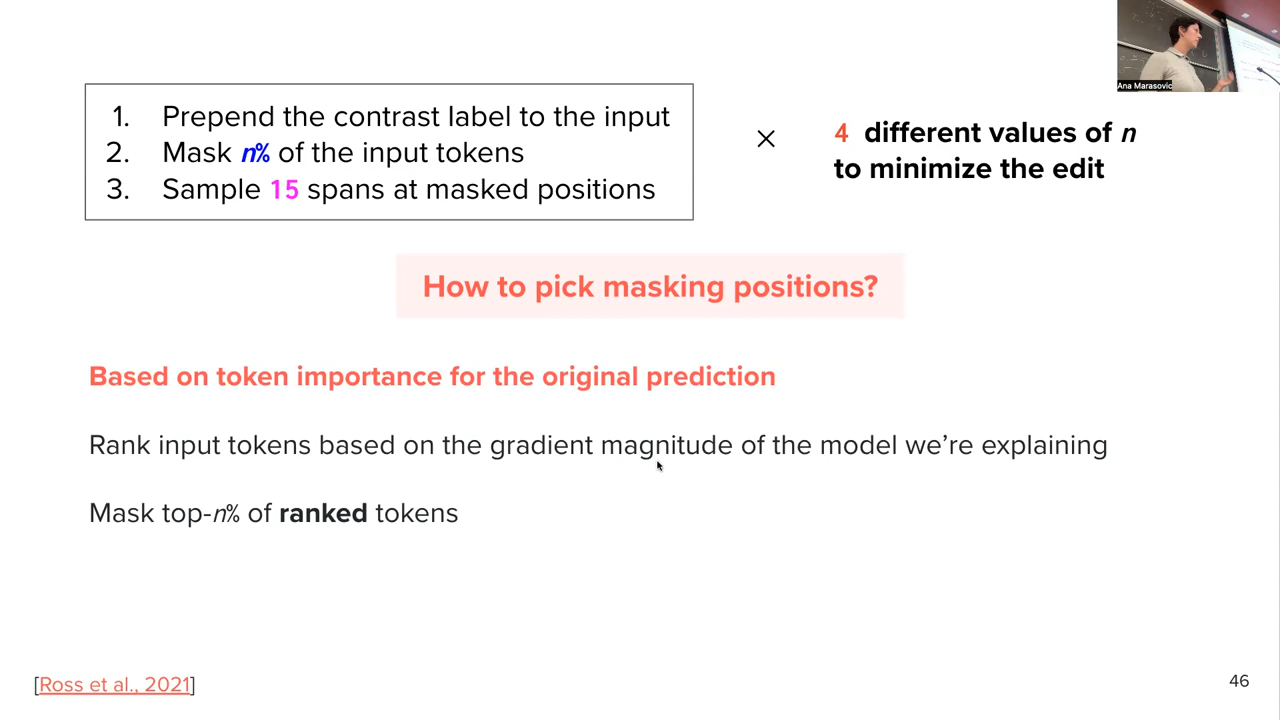 1. Prepend the contrast label to the input
2. Mask n% of the input tokens
3. Sample 15 spans at masked positions
×
4 different values of n
to minimize the edit
Ana Marasovic
How to pick masking positions?
Based on token importance for the original prediction
Rank input tokens based on the gradient magnitude of the model we’re explaining
Mask top-n% of ranked tokens
[Ross et al., 2021]
46